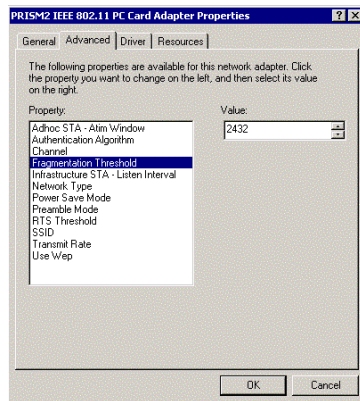 PRISM2 IEEE 802.11 PC Card Adapter Properties
General Advanced Driver Resources
The following properties are available for this network adapter. Click
the property you want to change on the left, and then select its value
on the right.
Property: Value:
Adhoc STA - Atim Window
Authentication Algorithm
Channel
Fragmentation Threshold
Infrastructure STA - Listen Interval
Network Type
Power Save Mode
Preamble Mode
RTS Threshold
SSID
Transmit Rate
Use Wep
2432
OK Cancel